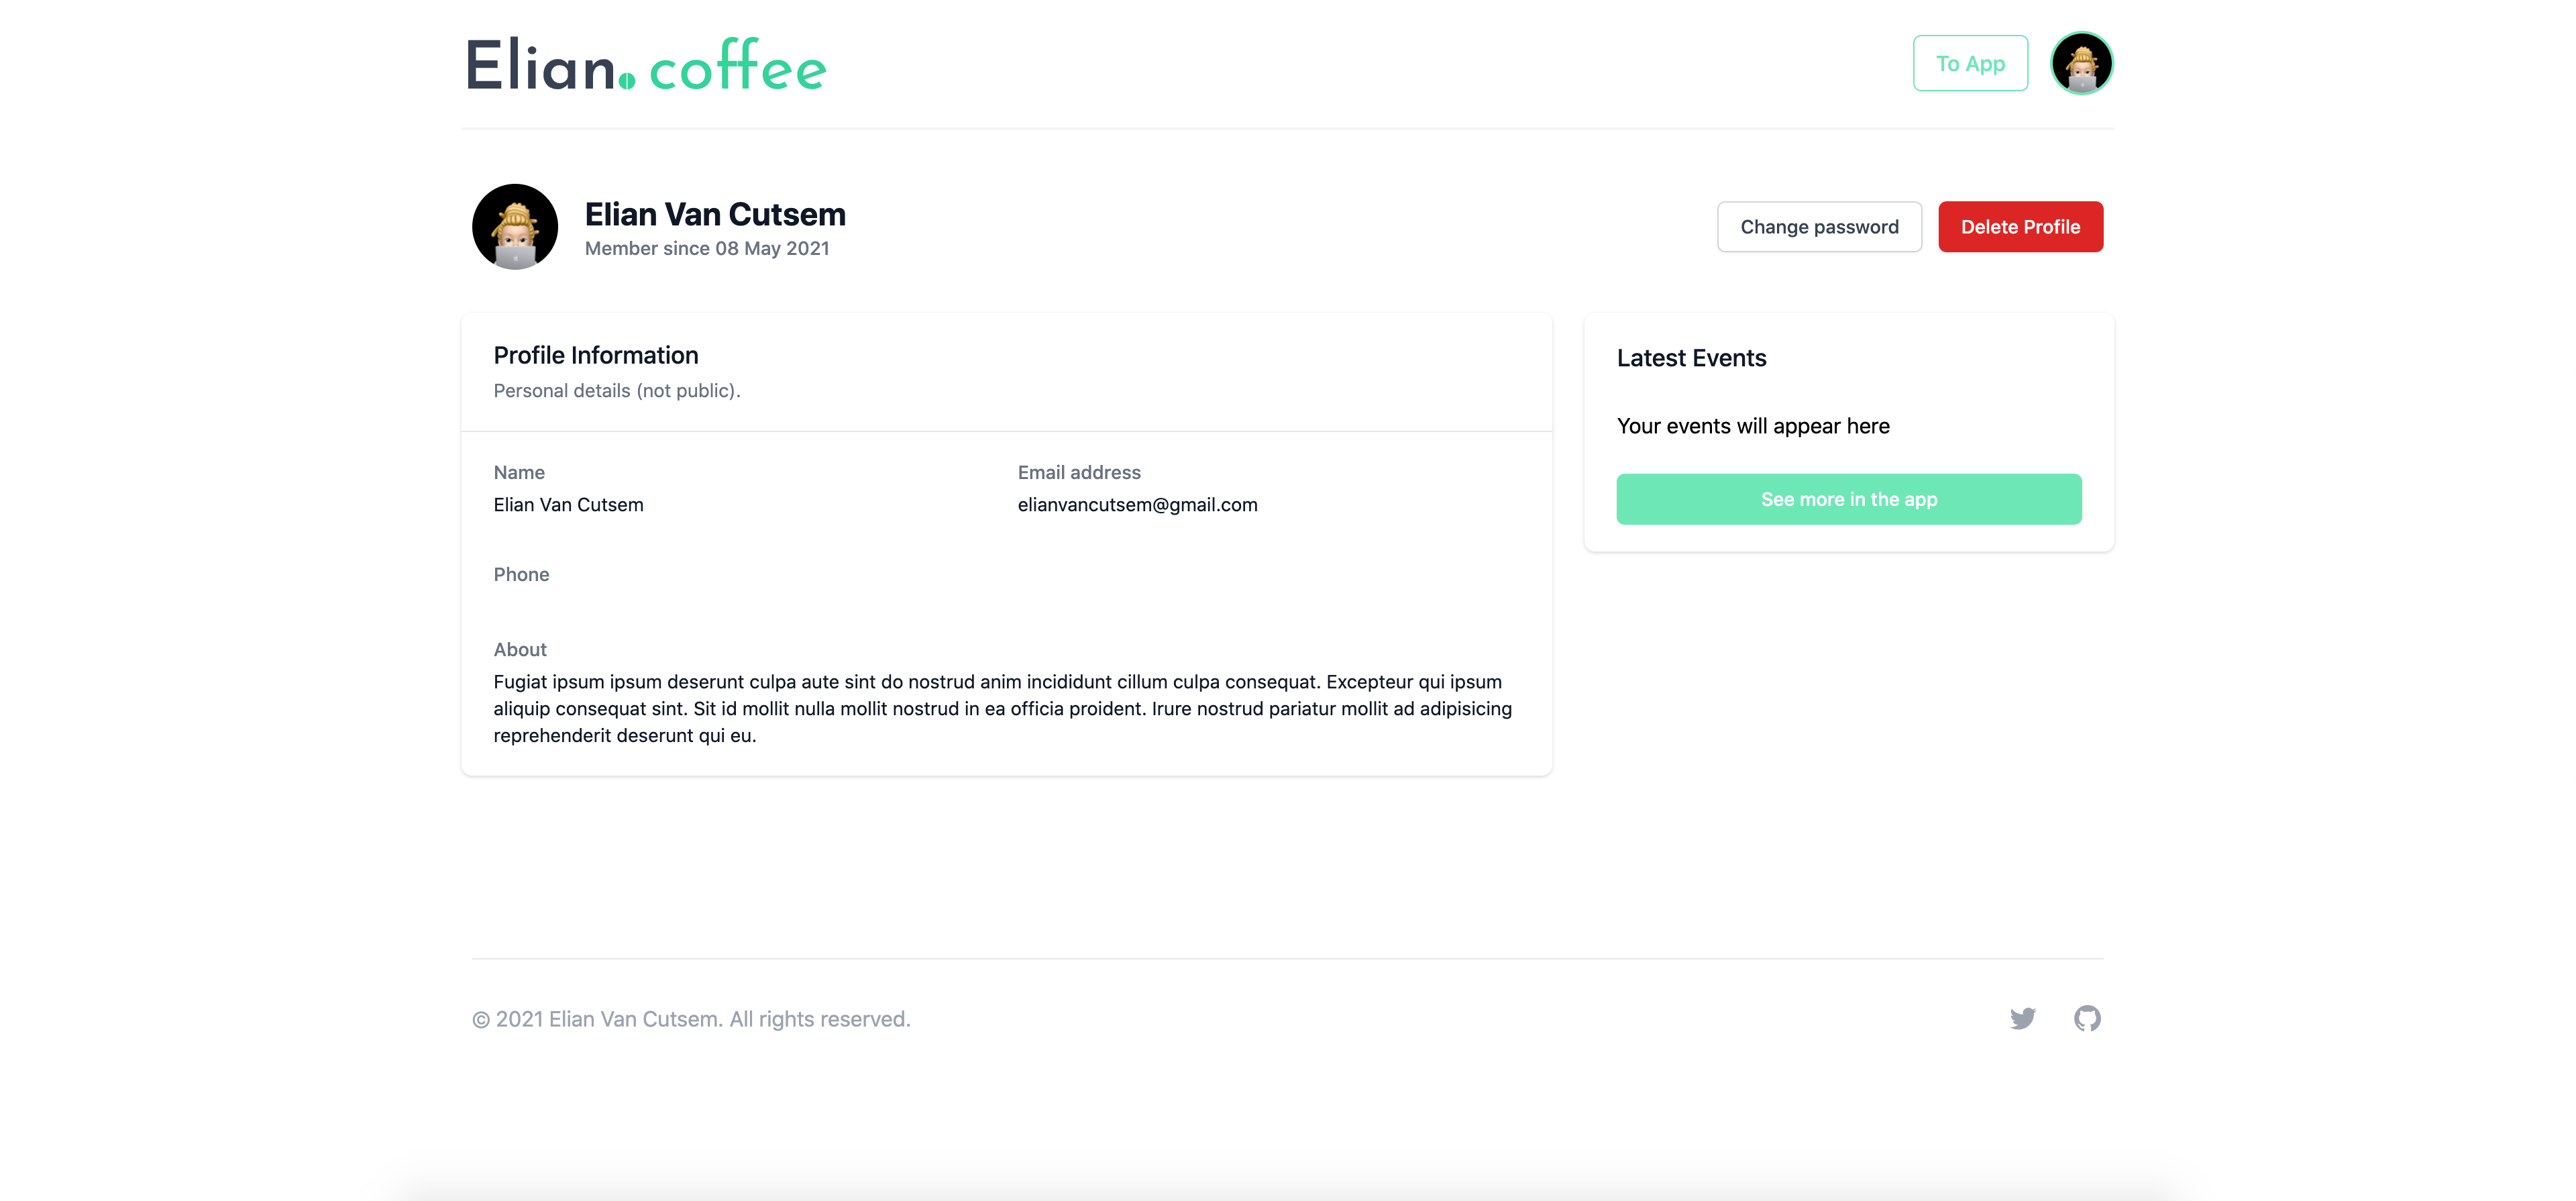 Elian.coffee
To App
Elian Van Cutsem
Member since 08 May 2021
Change password
Delete Profile
Profile Information
Personal details (not public).
Name
Elian Van Cutsem
Email address
elianvancutsem@gmail.com
Phone
About
Fugiat ipsum ipsum deserunt culpa aute sint do nostrud anim incididunt cillum culpa consequat. Excepteur qui ipsum
aliquip consequat sint. Sit id mollit nulla mollit nostrud in ea officia proident. Irure nostrud pariatur mollit ad adipisicing
reprehenderit deserunt qui eu.
Latest Events
Your events will appear here
See more in the app
© 2021 Elian Van Cutsem. All rights reserved.